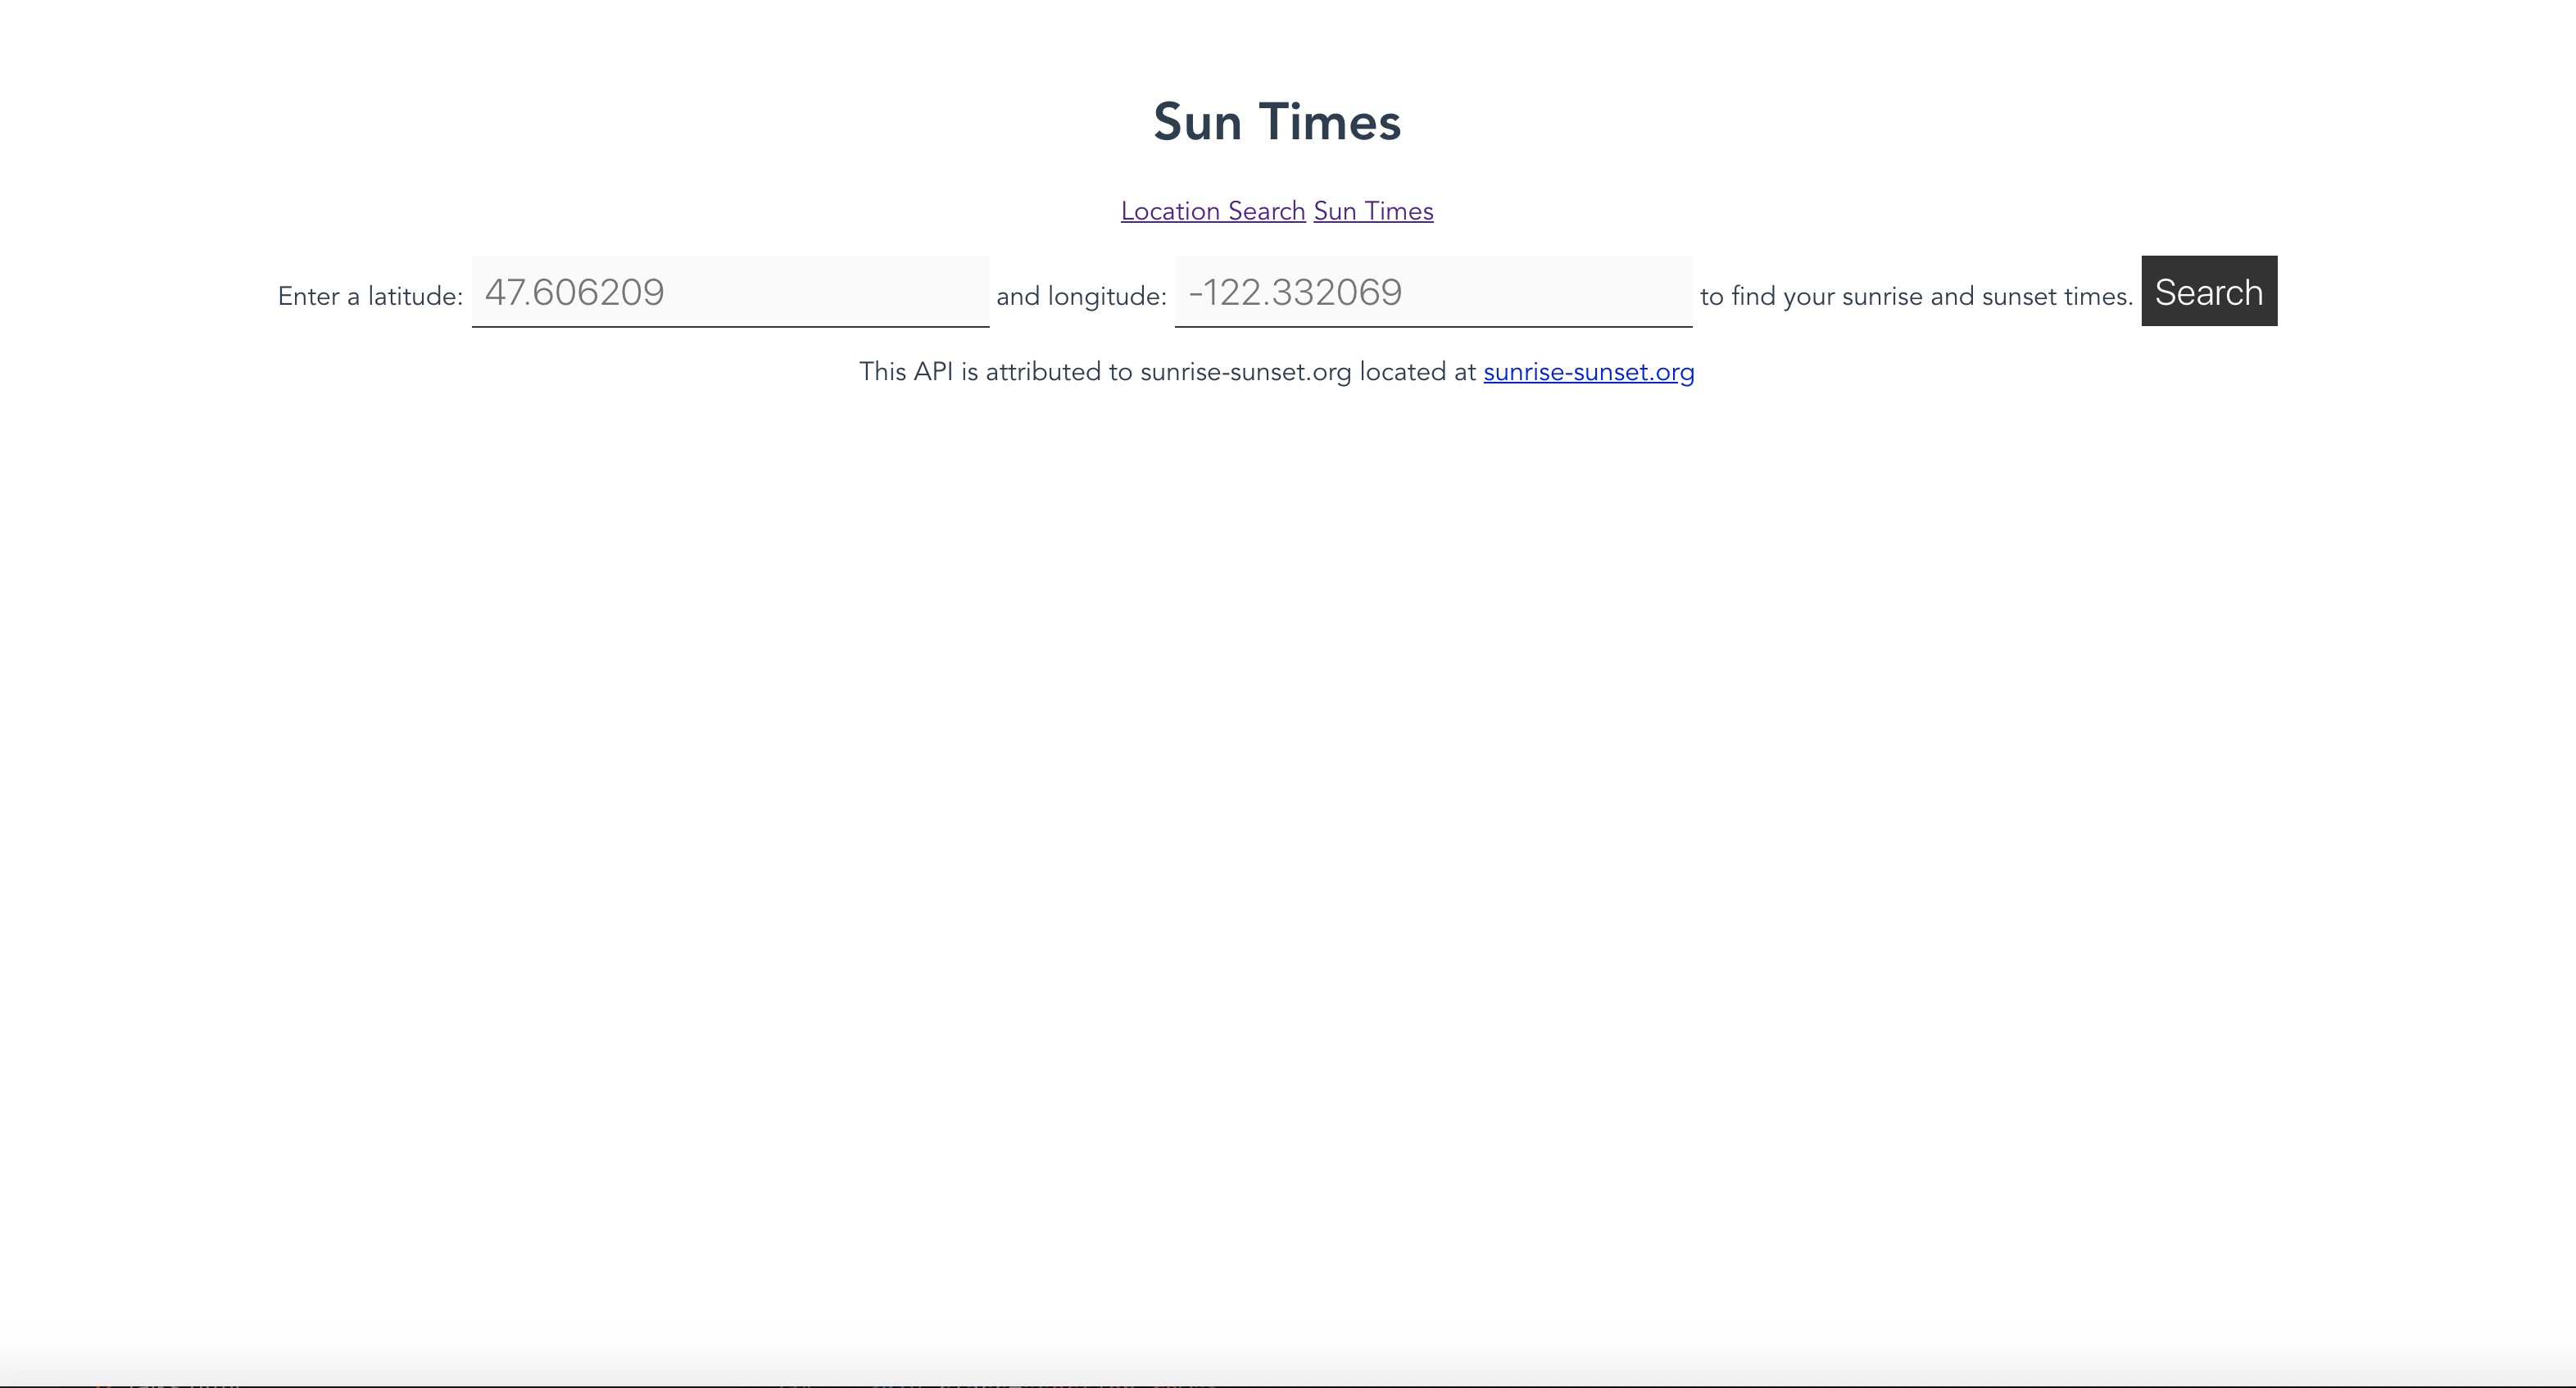 Sun Times
Location Search Sun Times
Enter a latitude: 47.606209 and longitude: -122.332069 to find your sunrise and sunset times. Search
This API is attributed to sunrise-sunset.org located at sunrise-sunset.org